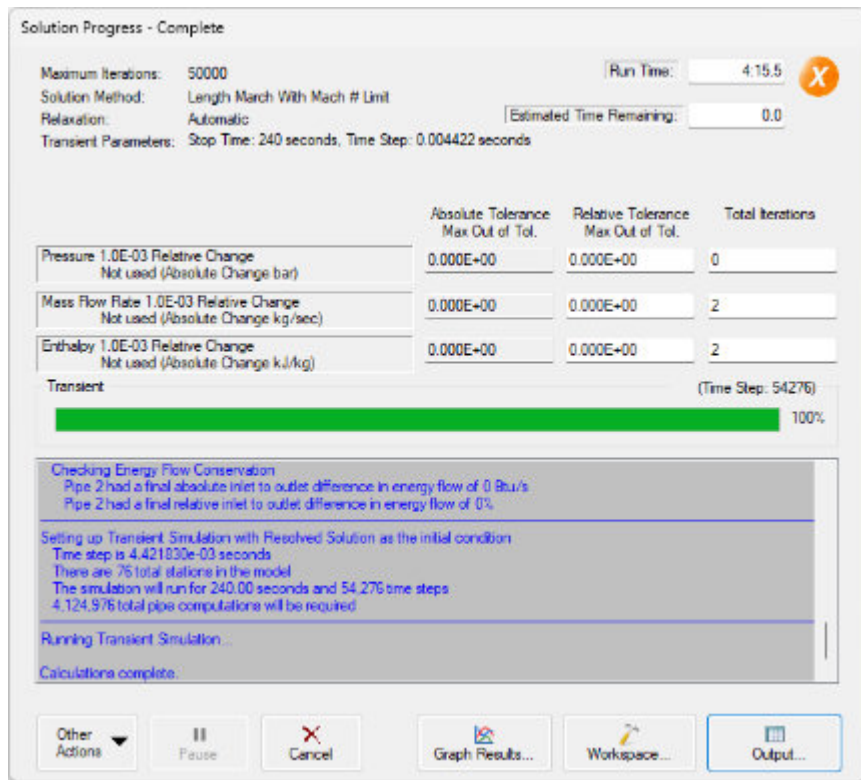 Solution Progress - Complete
Maximum Iterations: 50000
Run Time: 4:15.5
X
Solution Method: Length March With Mach # Limit
Relaxation: Automatic
Estimated Time Remaining: 0.0
Transient Parameters: Stop Time: 240 seconds, Time Step: 0.004422 seconds
Absolute Tolerance Relative Tolerance Total Iterations
Max Out of Tol. Max Out of Tol.
Pressure 1.0E-03 Relative Change 0.000E+00 0.000E+00 0
Not used (Absolute Change bar)
Mass Flow Rate 1.0E-03 Relative Change 0.000E+00 0.000E+00 2
Not used (Absolute Change kg/sec)
Enthalpy 1.0E-03 Relative Change 0.000E+00 0.000E+00 2
Not used (Absolute Change kJ/kg)
Transient (Time Step: 54276)
100%
Checking Energy Flow Conservation
Pipe 2 had a final absolute inlet to outlet difference in energy flow of 0 Btu/s
Pipe 2 had a final relative inlet to outlet difference in energy flow of 0%
Setting up Transient Simulation with Resolved Solution as the initial condition
Time step is 4.421830e-03 seconds
There are 76 total stations in the model
The simulation will run for 240.00 seconds and 54,276 time steps
4,124,976 total pipe computations will be required
Running Transient Simulation...
Calculations complete.
Other Actions
Pause
Cancel
Graph Results...
Workspace...
Output...